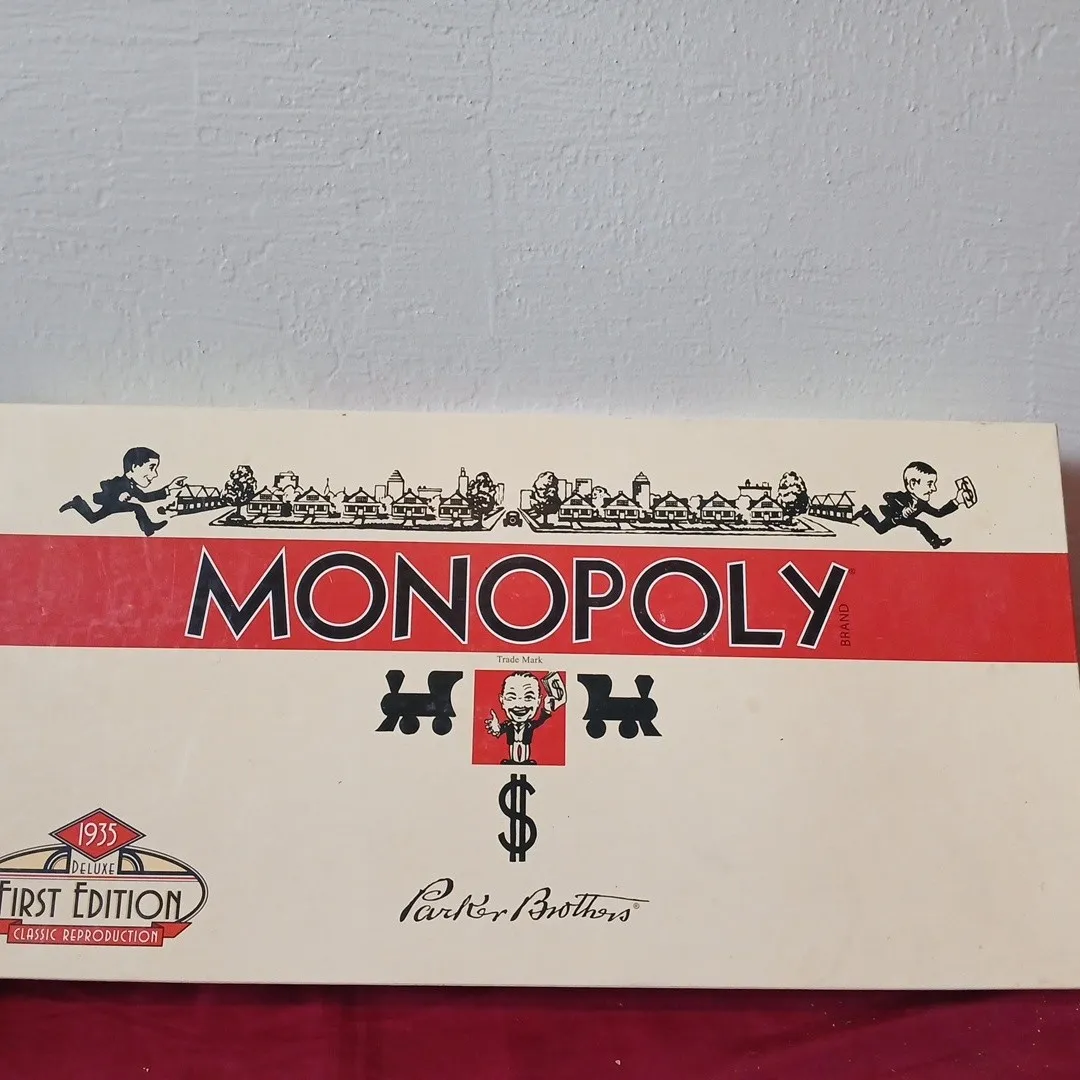 MONOPOLY®
BRAND
Trade Mark
$
1935
DELUXE
FIRST EDITION
CLASSIC REPRODUCTION
Parker Brothers®